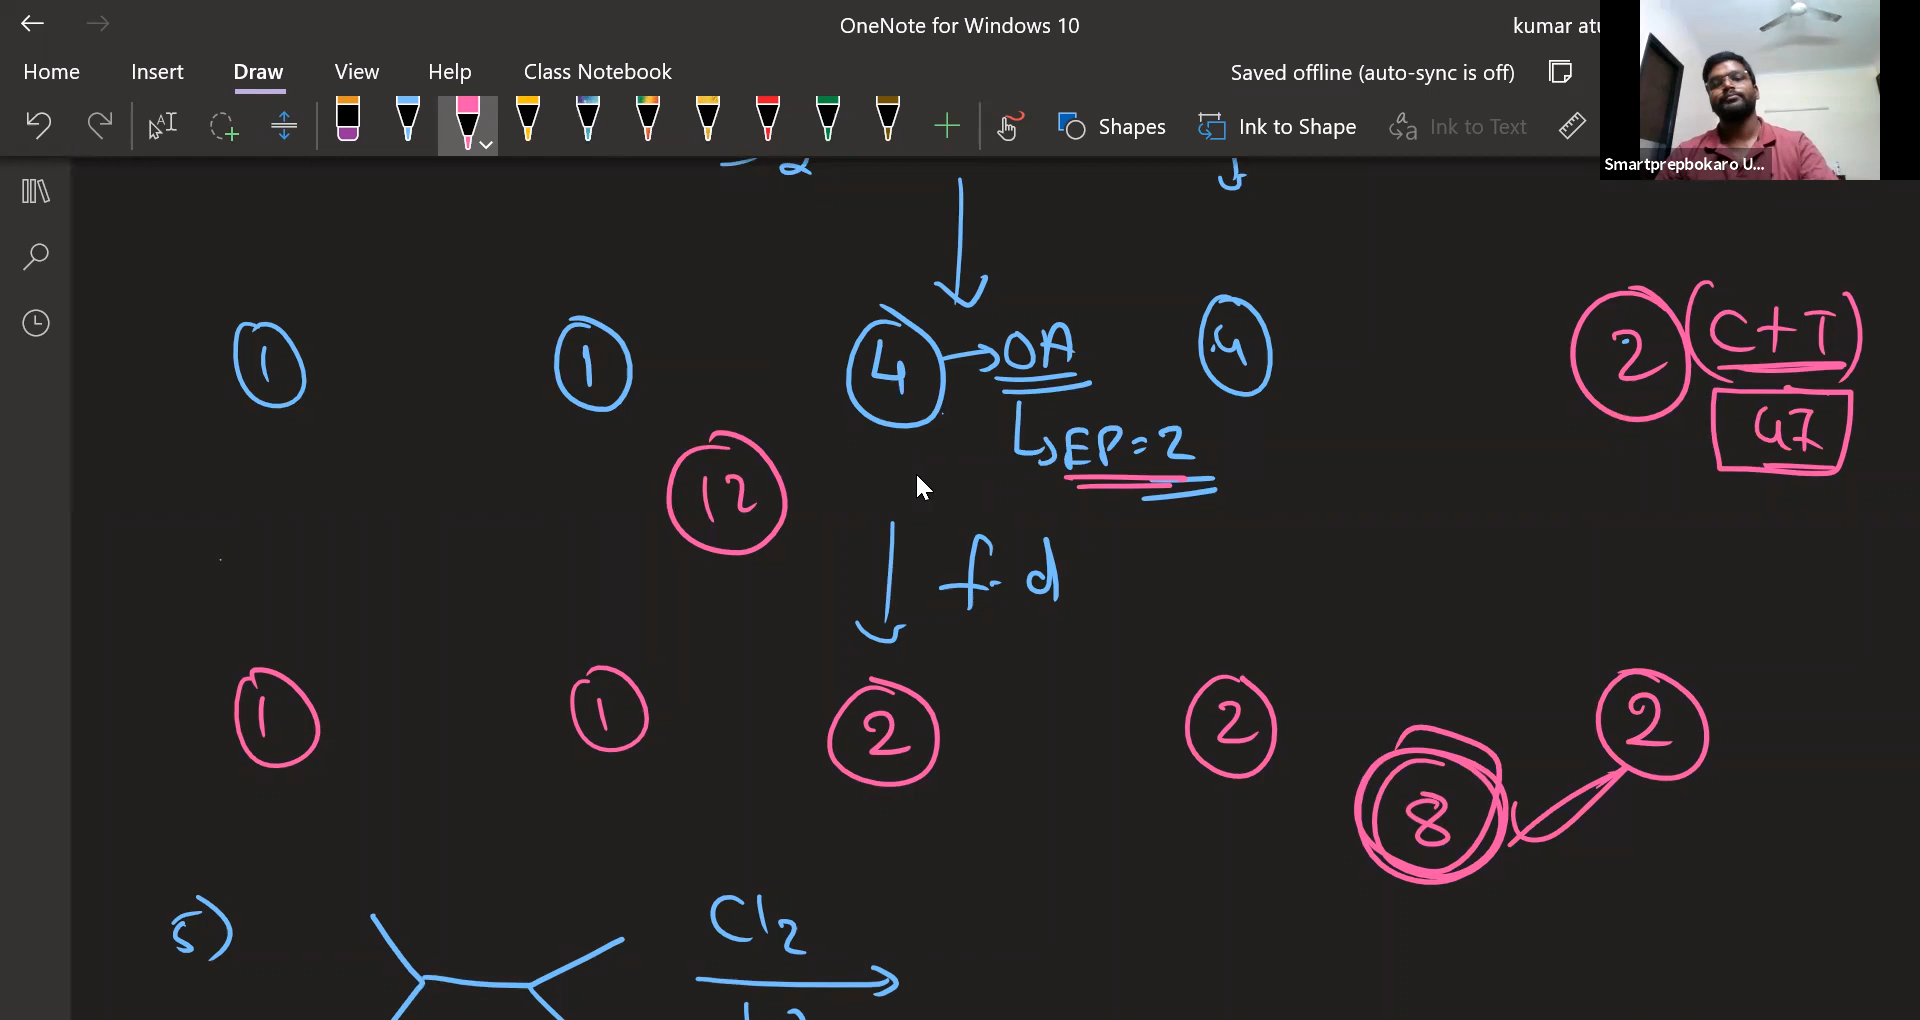 OneNote for Windows 10
kumar
Home Insert Draw View Help Class Notebook
Saved offline (auto-sync is off)
Shapes Ink to Shape Ink to Text
Smartprepbokaro U...
2
1 1 4 → OA 4 2 (C+T)
↳ EP = 2 47
12
f. d
1 1 2 2 2
8
5) Cl2